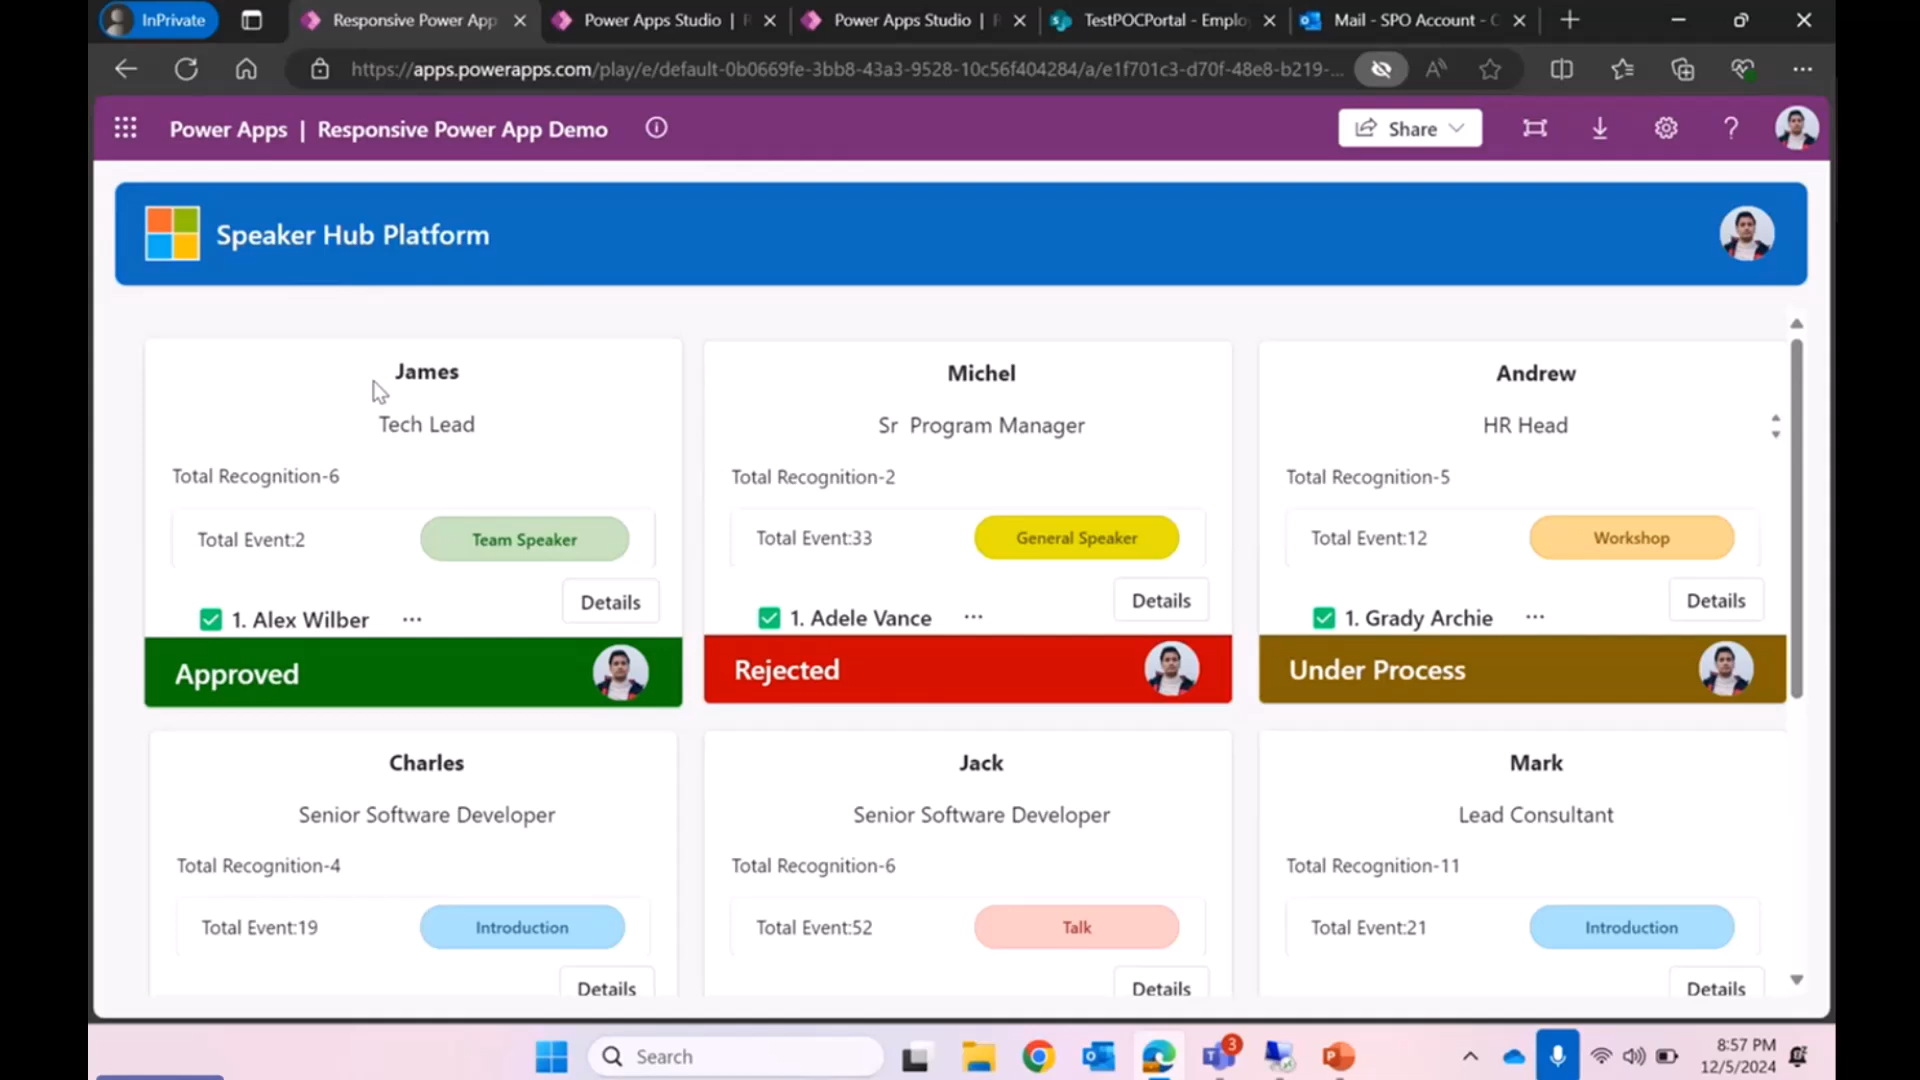 InPrivate
Responsive Power App
Power Apps Studio |
Power Apps Studio |
TestPOCPortal - Emplo
Mail - SPO Account -
https://apps.powerapps.com/play/e/default-0b0669fe-3bb8-43a3-9528-10c56f404284/a/e1f701c3-d70f-48e8-b219-...
Power Apps | Responsive Power App Demo
Share
Speaker Hub Platform
James
Tech Lead
Total Recognition-6
Total Event:2
Team Speaker
Details
1. Alex Wilber ...
Approved
Michel
Sr Program Manager
Total Recognition-2
Total Event:33
General Speaker
Details
1. Adele Vance ...
Rejected
Andrew
HR Head
Total Recognition-5
Total Event:12
Workshop
Details
1. Grady Archie ...
Under Process
Charles
Senior Software Developer
Total Recognition-4
Total Event:19
Introduction
Details
Jack
Senior Software Developer
Total Recognition-6
Total Event:52
Talk
Details
Mark
Lead Consultant
Total Recognition-11
Total Event:21
Introduction
Details
Search
3
8:57 PM
12/5/2024